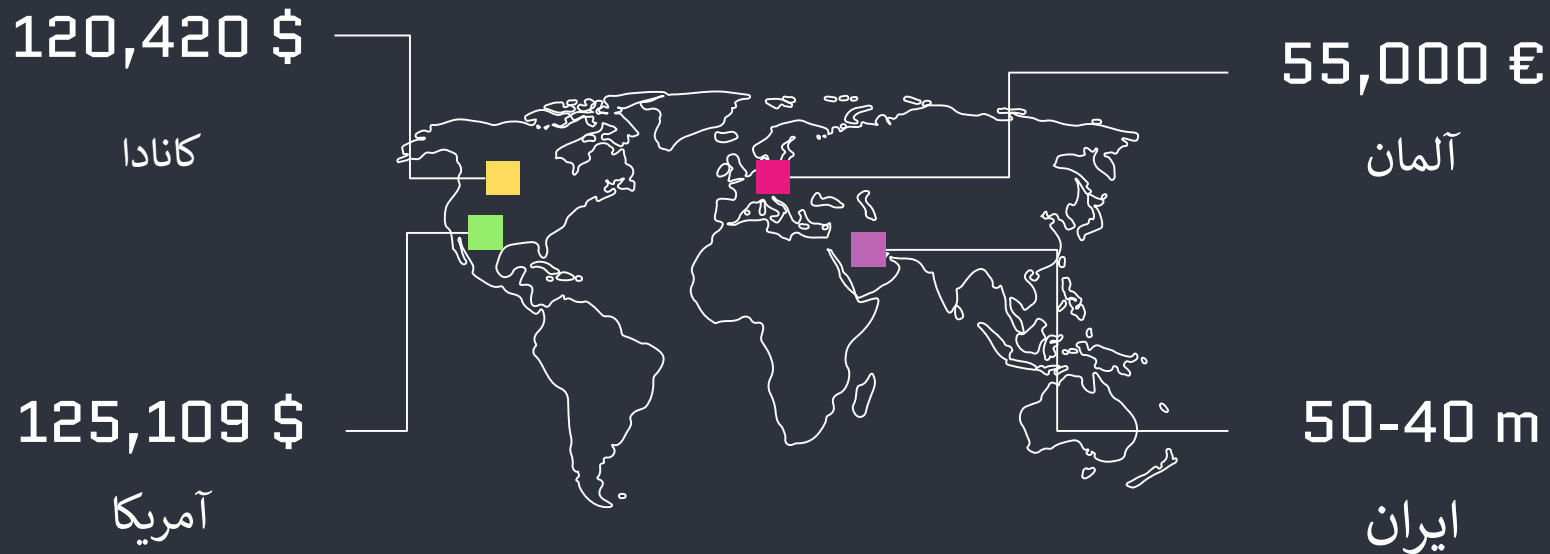 120,420 $
کانادا
55,000 €
آلمان
125,109 $
آمریکا
50-40 m
ایران